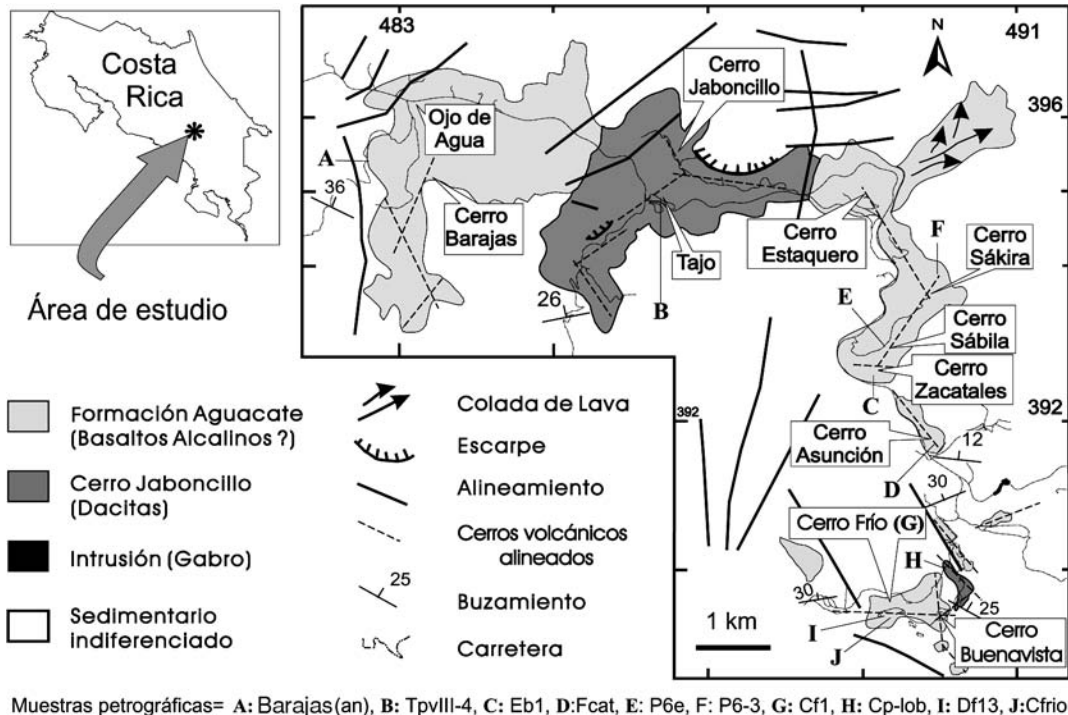 Costa
Rica
Área de estudio
483
491
N
396
Cerro
Jaboncillo
Ojo de
Agua
A
36
Cerro
Barajas
Cerro
Estaquero
F
Cerro
Sákira
Tajo
26
B
E
Cerro
Sábila
Cerro
Zacatales
C
392
392
Cerro
Asunción
12
D
30
Cerro Frío (G)
H
30
25
I
J
1 km
Cerro
Buenavista
Formación Aguacate
(Basaltos Alcalinos ?)
Cerro Jaboncillo
(Dacitas)
Intrusión (Gabro)
Sedimentario
indiferenciado
Colada de Lava
Escarpe
Alineamiento
Cerros volcánicos
alineados
25
Buzamiento
Carretera
Muestras petrográficas= A: Barajas(an), B: TpvIII-4, C: Eb1, D:Fcat, E: P6e, F: P6-3, G: Cf1, H: Cp-lob, I: Df13, J:Cfrio